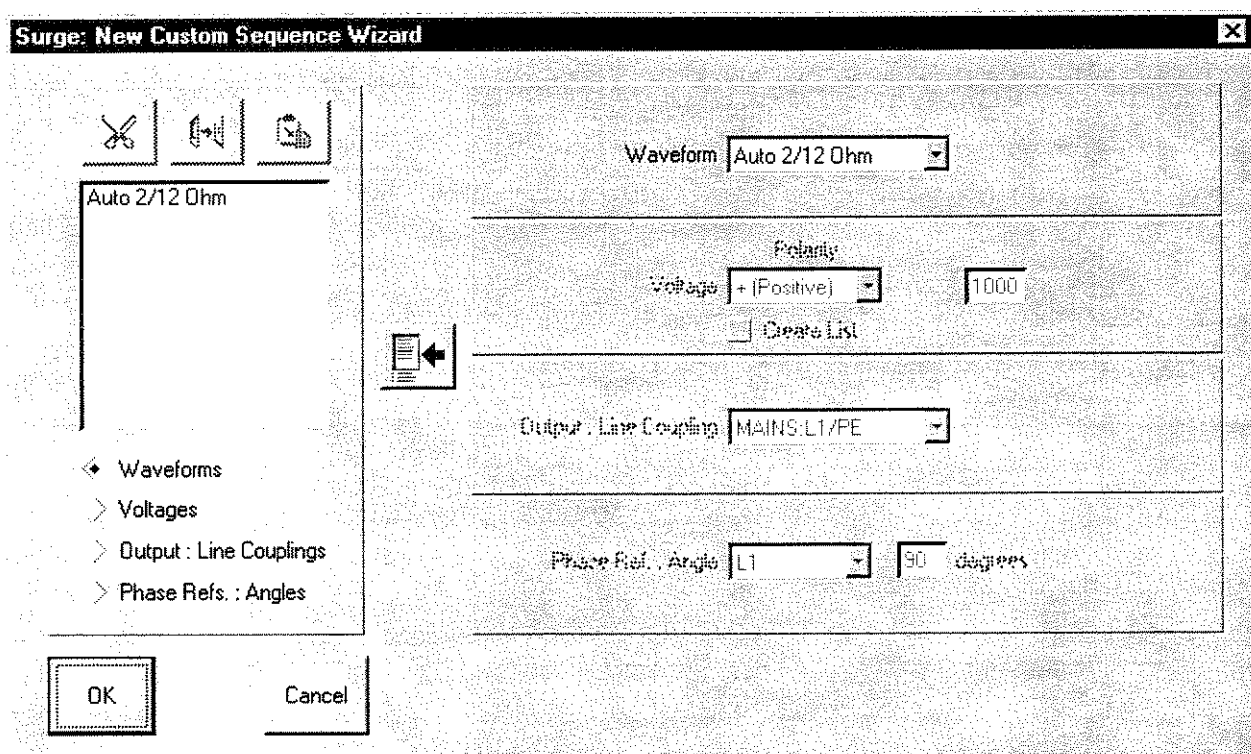 Surge: New Custom Sequence Wizard
Auto 2/12 Ohm
Waveforms
Voltages
Output : Line Couplings
Phase Refs. : Angles
OK
Cancel
Waveform Auto 2/12 Ohm
Polarity
Voltage + (Positive) 1000
Create List
Output : Line Coupling MAINS:L1/PE
Phase Ref. : Angle L1 90 degrees